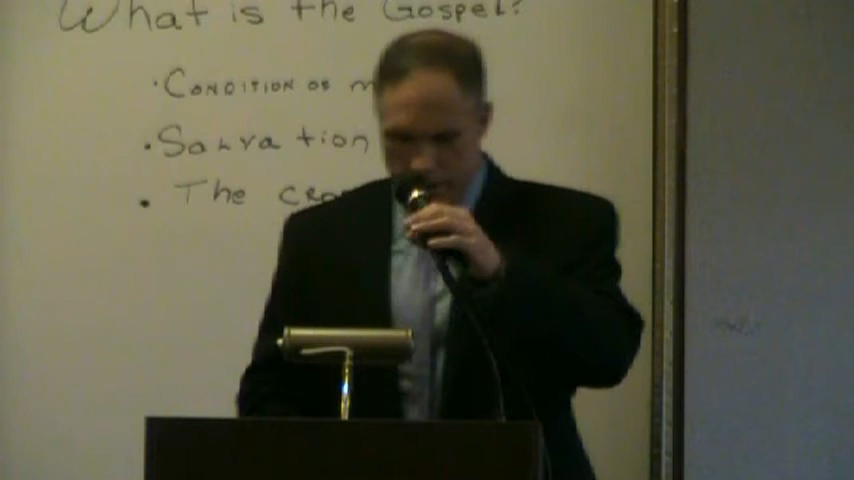 What is the Gospel?
• Condition of
• Salvation
• The